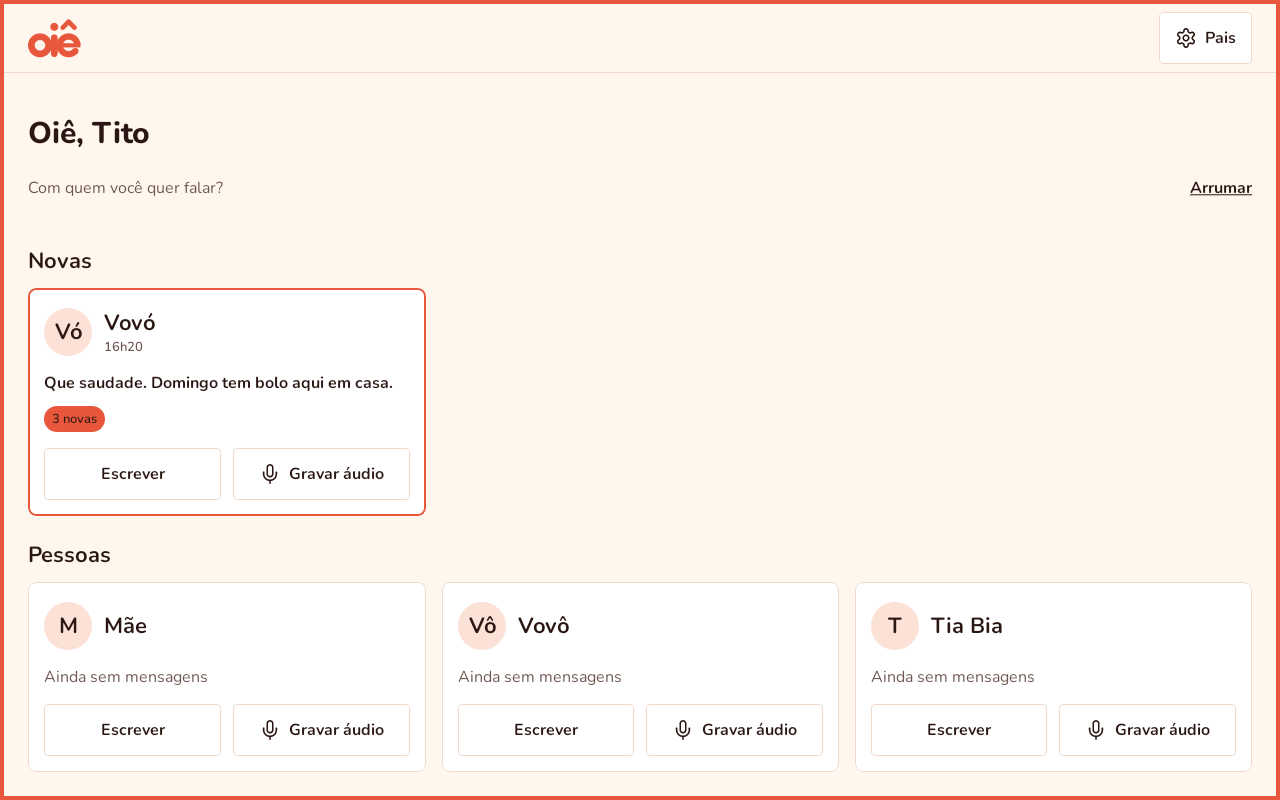 oiê
Pais
Oiê, Tito
Com quem você quer falar?
Arrumar
Novas
Vó
Vovó
16h20
Que saudade. Domingo tem bolo aqui em casa.
3 novas
Escrever
Gravar áudio
Pessoas
M
Mãe
Ainda sem mensagens
Escrever
Gravar áudio
Vô
Vovô
Ainda sem mensagens
Escrever
Gravar áudio
T
Tia Bia
Ainda sem mensagens
Escrever
Gravar áudio